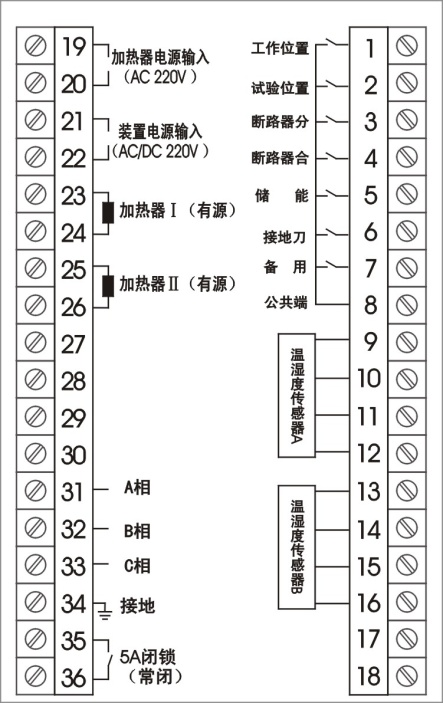 19
加热器电源输入
20
(AC 220V)
21
装置电源输入
22
(AC/DC 220V)
23
加热器Ⅰ(有源)
24
25
加热器Ⅱ(有源)
26
27
28
29
30
31 A相
32 B相
33 C相
34 接地
35
5A闭锁
36
(常闭)
工作位置 1
试验位置 2
断路器分 3
断路器合 4
储 能 5
接地刀 6
备 用 7
公共端 8
9
10
11
12
温湿度传感器A
13
14
15
16
温湿度传感器B
17
18